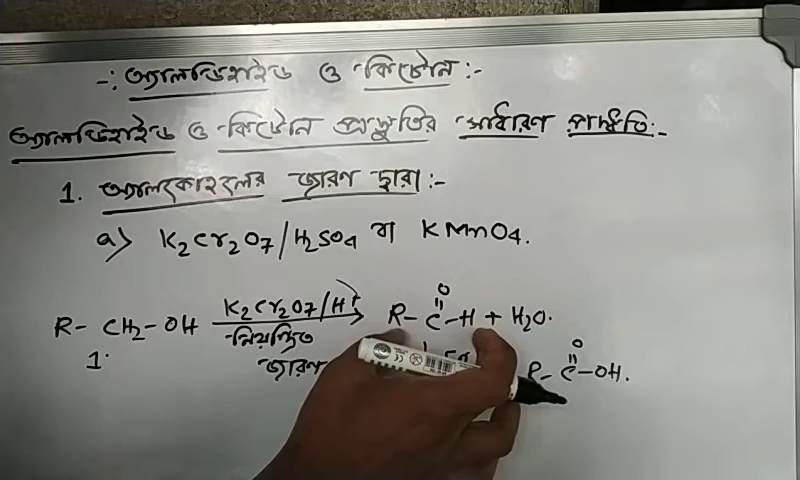 -: অ্যালডিহাইড ও কিটোন :-
অ্যালডিহাইড ও কিটোন প্রস্তুতির সাধারণ পদ্ধতি:-
1. অ্যালকোহলের জারণ দ্বারা :-
a) K2Cr2O7/H2SO4 বা KMnO4.
R- CH2-OH K2Cr2O7/H+ R- C -H + H2O.
O
নিয়ন্ত্রিত
1°
জারণ
O
R- C -OH.